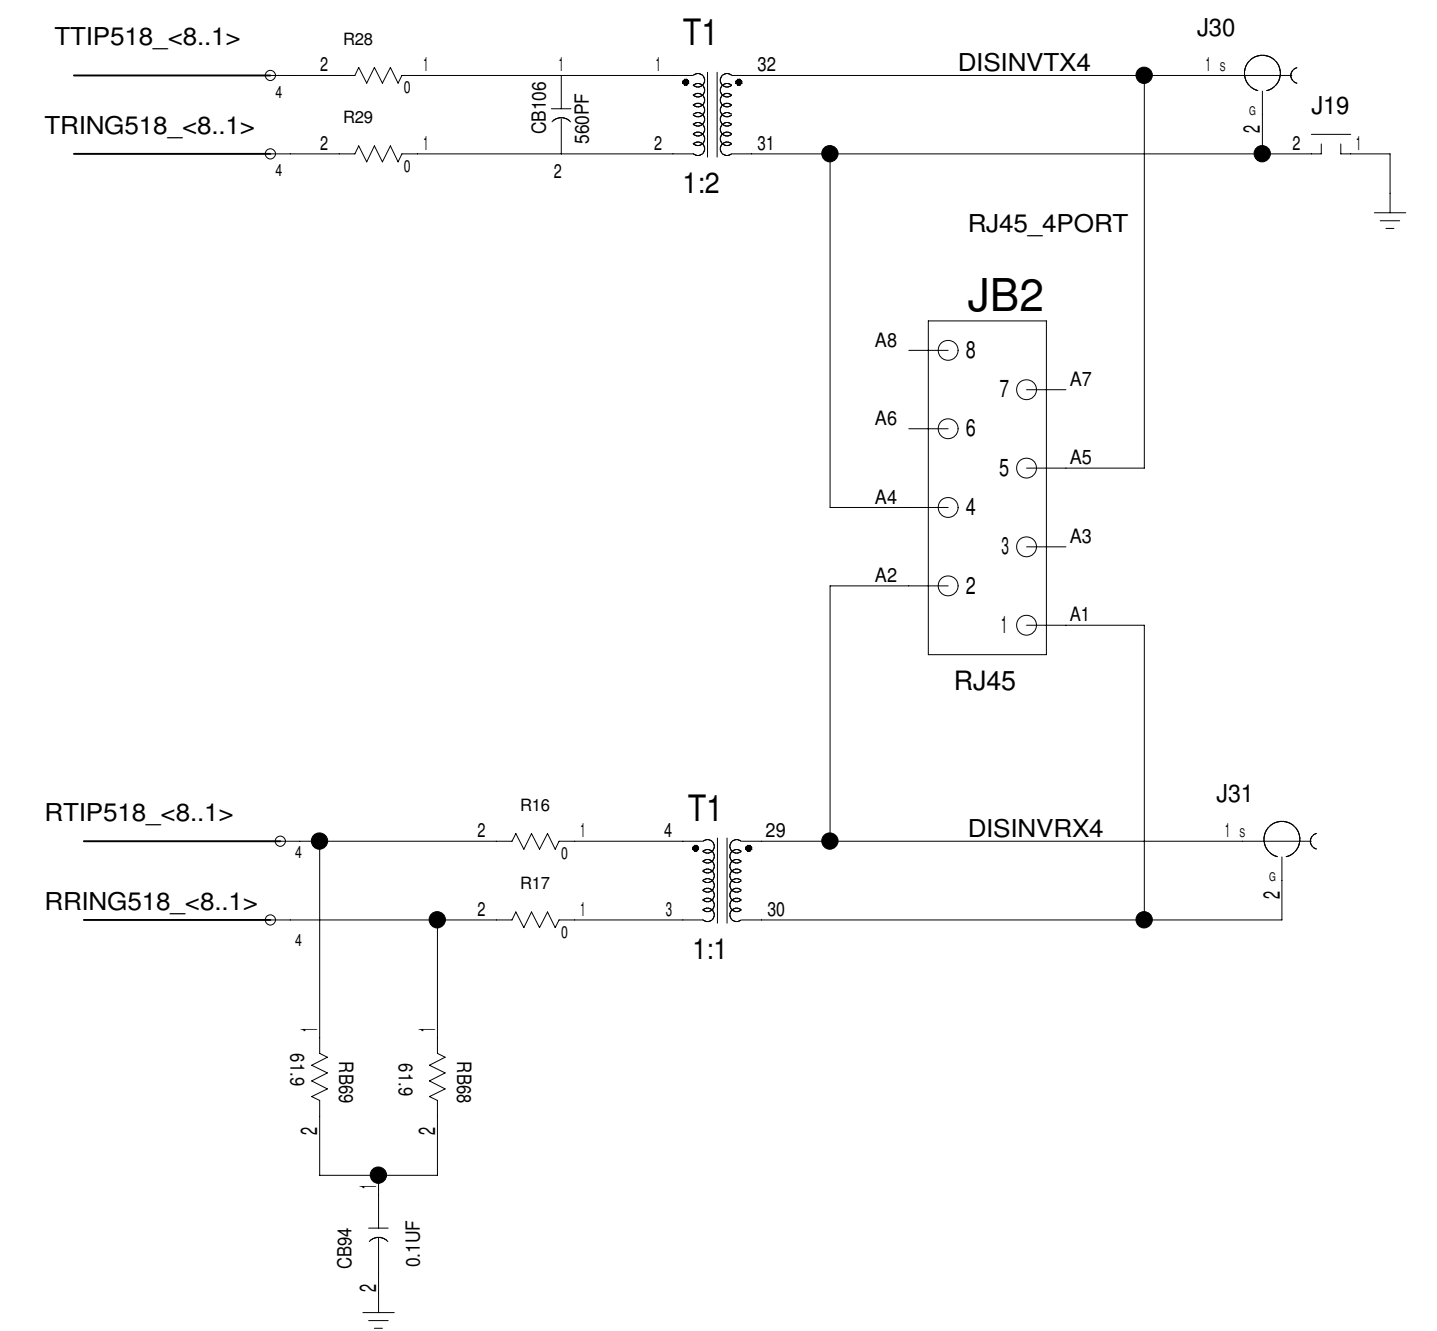 TTIP518_<8..1>
R28
T1
J30
2
1
1
1
32
DISINVTX4
1
S
4
0
CB106
560PF
G
2
J19
TRING518_<8..1>
R29
2
1
2
31
2
1
4
0
2
1:2
RJ45_4PORT
JB2
A8
8
7
A7
A6
6
5
A5
A4
4
3
A3
A2
2
1
A1
RJ45
RTIP518_<8..1>
R16
T1
J31
2
1
4
29
DISINVRX4
1
S
4
0
G
2
RRING518_<8..1>
R17
2
1
3
30
4
0
1:1
1
1
61.9
RB69
61.9
RB68
2
2
1
CB94
0.1UF
2